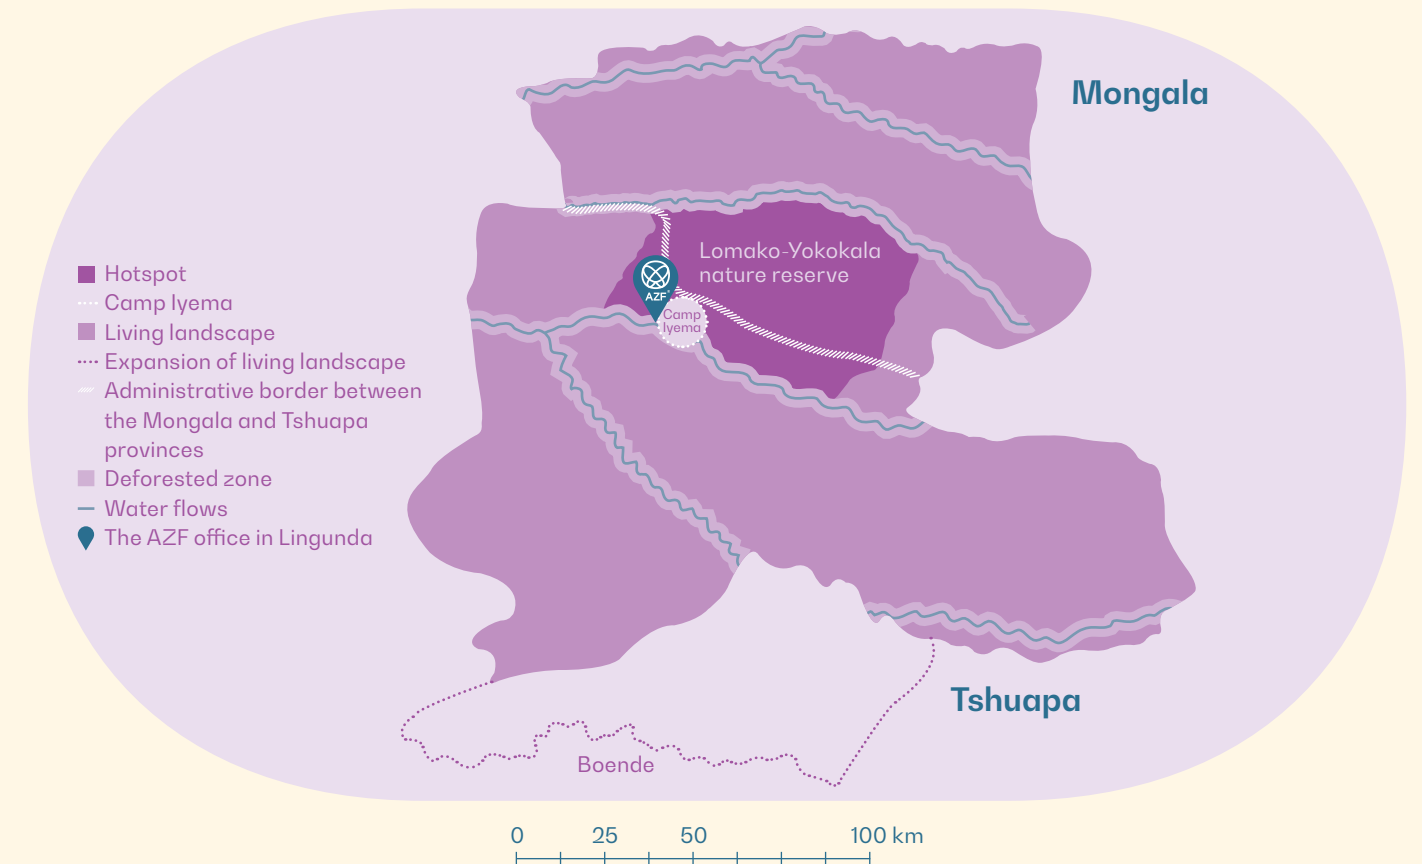 Mongala
Lomako-Yokokala
nature reserve
AZF
Camp
Iyema
Hotspot
Camp Iyema
Living landscape
Expansion of living landscape
Administrative border between
the Mongala and Tshuapa
provinces
Deforested zone
Water flows
The AZF office in Lingunda
Tshuapa
Boende
0 25 50 100 km